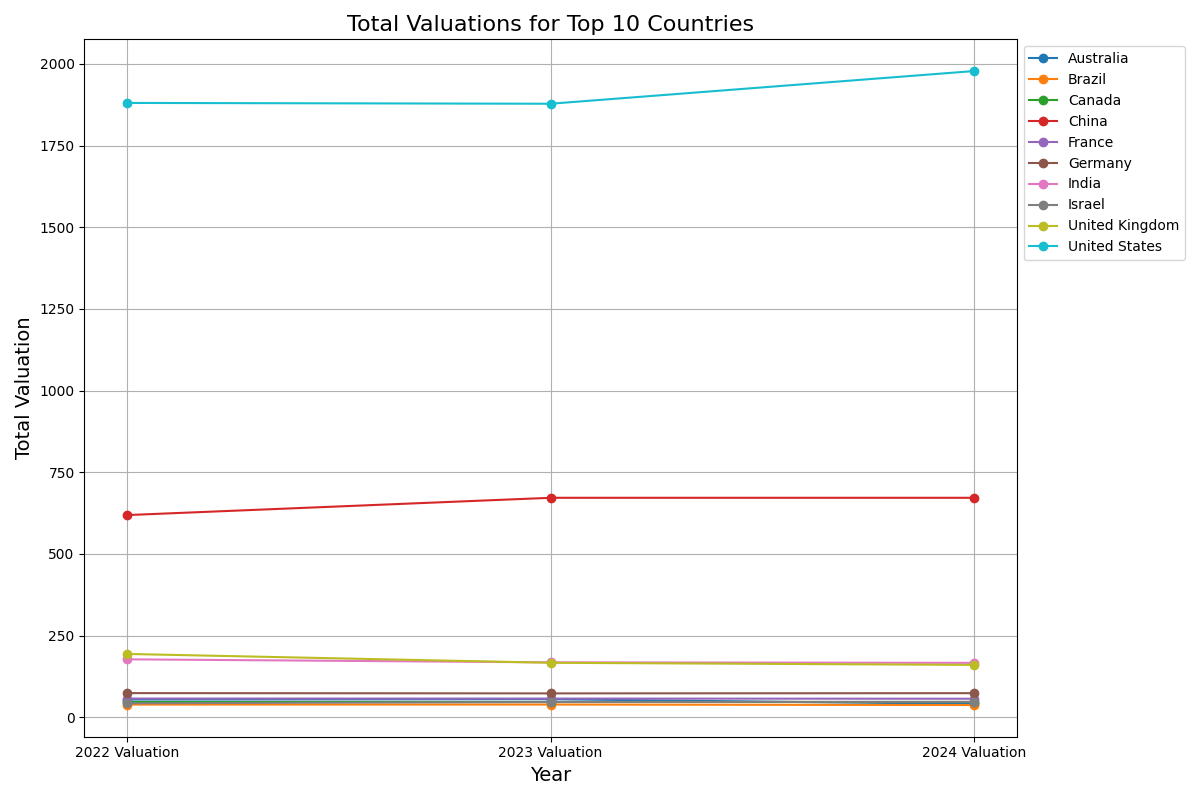 Total Valuations for Top 10 Countries
Total Valuation
2000
1750
1500
1250
1000
750
500
250
0
2022 Valuation
2023 Valuation
2024 Valuation
Year
Australia
Brazil
Canada
China
France
Germany
India
Israel
United Kingdom
United States